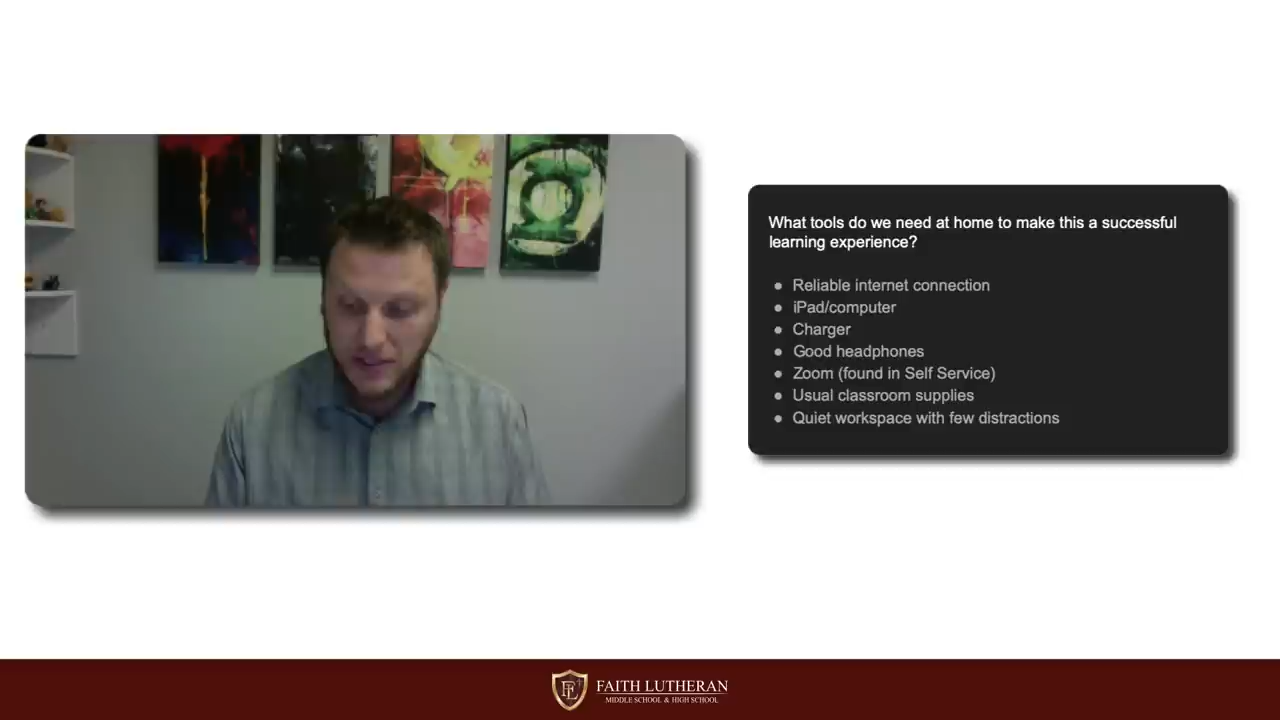 What tools do we need at home to make this a successful
learning experience?
● Reliable internet connection
● iPad/computer
● Charger
● Good headphones
● Zoom (found in Self Service)
● Usual classroom supplies
● Quiet workspace with few distractions
FL
FAITH LUTHERAN
MIDDLE SCHOOL & HIGH SCHOOL